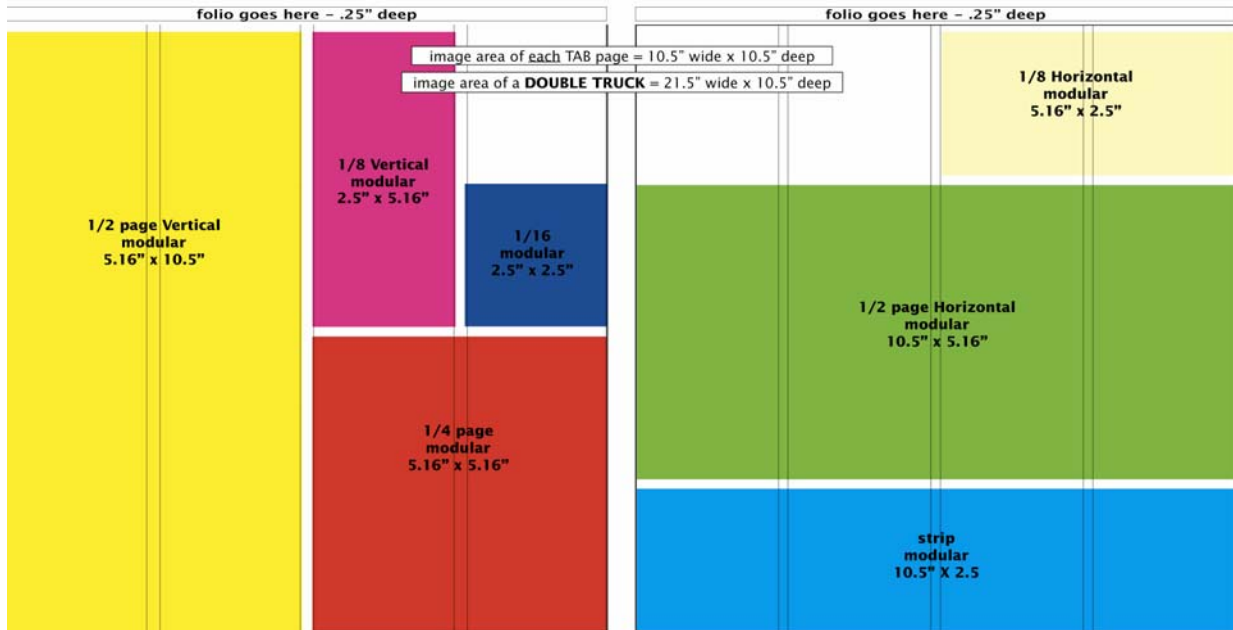 folio goes here – .25” deep
folio goes here – .25” deep
image area of each TAB page = 10.5” wide x 10.5” deep
image area of a DOUBLE TRUCK = 21.5” wide x 10.5” deep
1/2 page Vertical
modular
5.16” x 10.5”
1/8 Vertical
modular
2.5” x 5.16”
1/16
modular
2.5” x 2.5”
1/4 page
modular
5.16” x 5.16”
1/8 Horizontal
modular
5.16” x 2.5”
1/2 page Horizontal
modular
10.5” x 5.16”
strip
modular
10.5” X 2.5